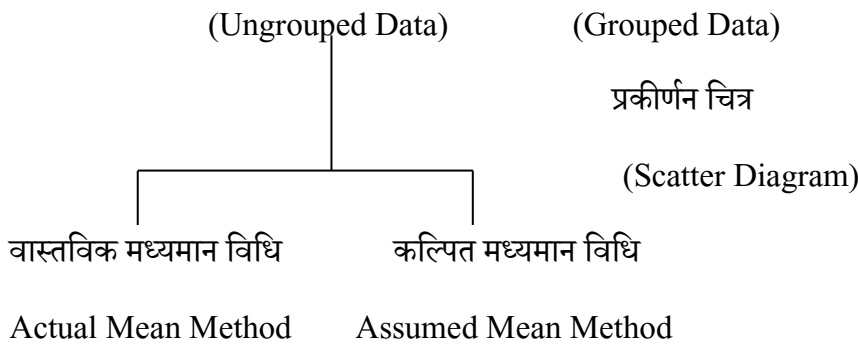 (Ungrouped Data) (Grouped Data)
प्रकीर्णन चित्र
(Scatter Diagram)
वास्तविक मध्यमान विधि कल्पित मध्यमान विधि
Actual Mean Method Assumed Mean Method